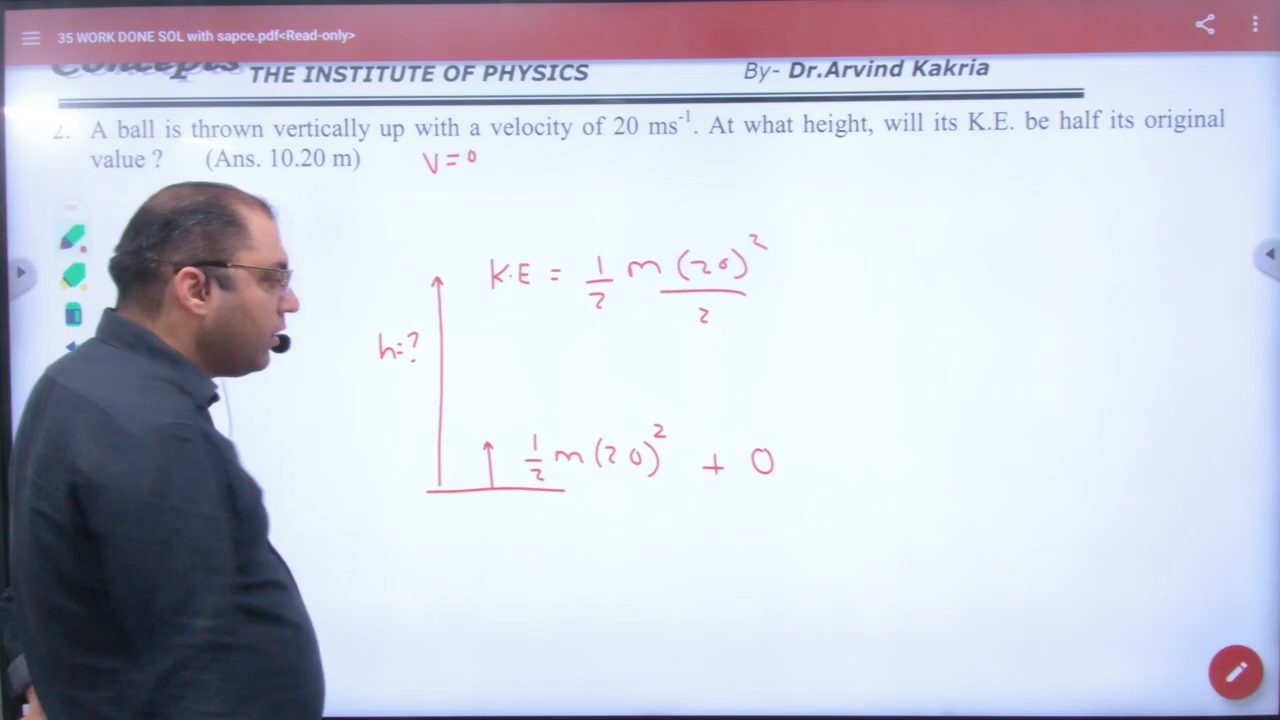 35 WORK DONE SOL with sapce.pdf<Read-only>
Concepts THE INSTITUTE OF PHYSICS By- Dr.Arvind Kakria
2. A ball is thrown vertically up with a velocity of 20 ms⁻¹. At what height, will its K.E. be half its original
value ? (Ans. 10.20 m) V = 0
K.E = 1/2 m (20)²/2
h=?
1/2 m (20)² + 0